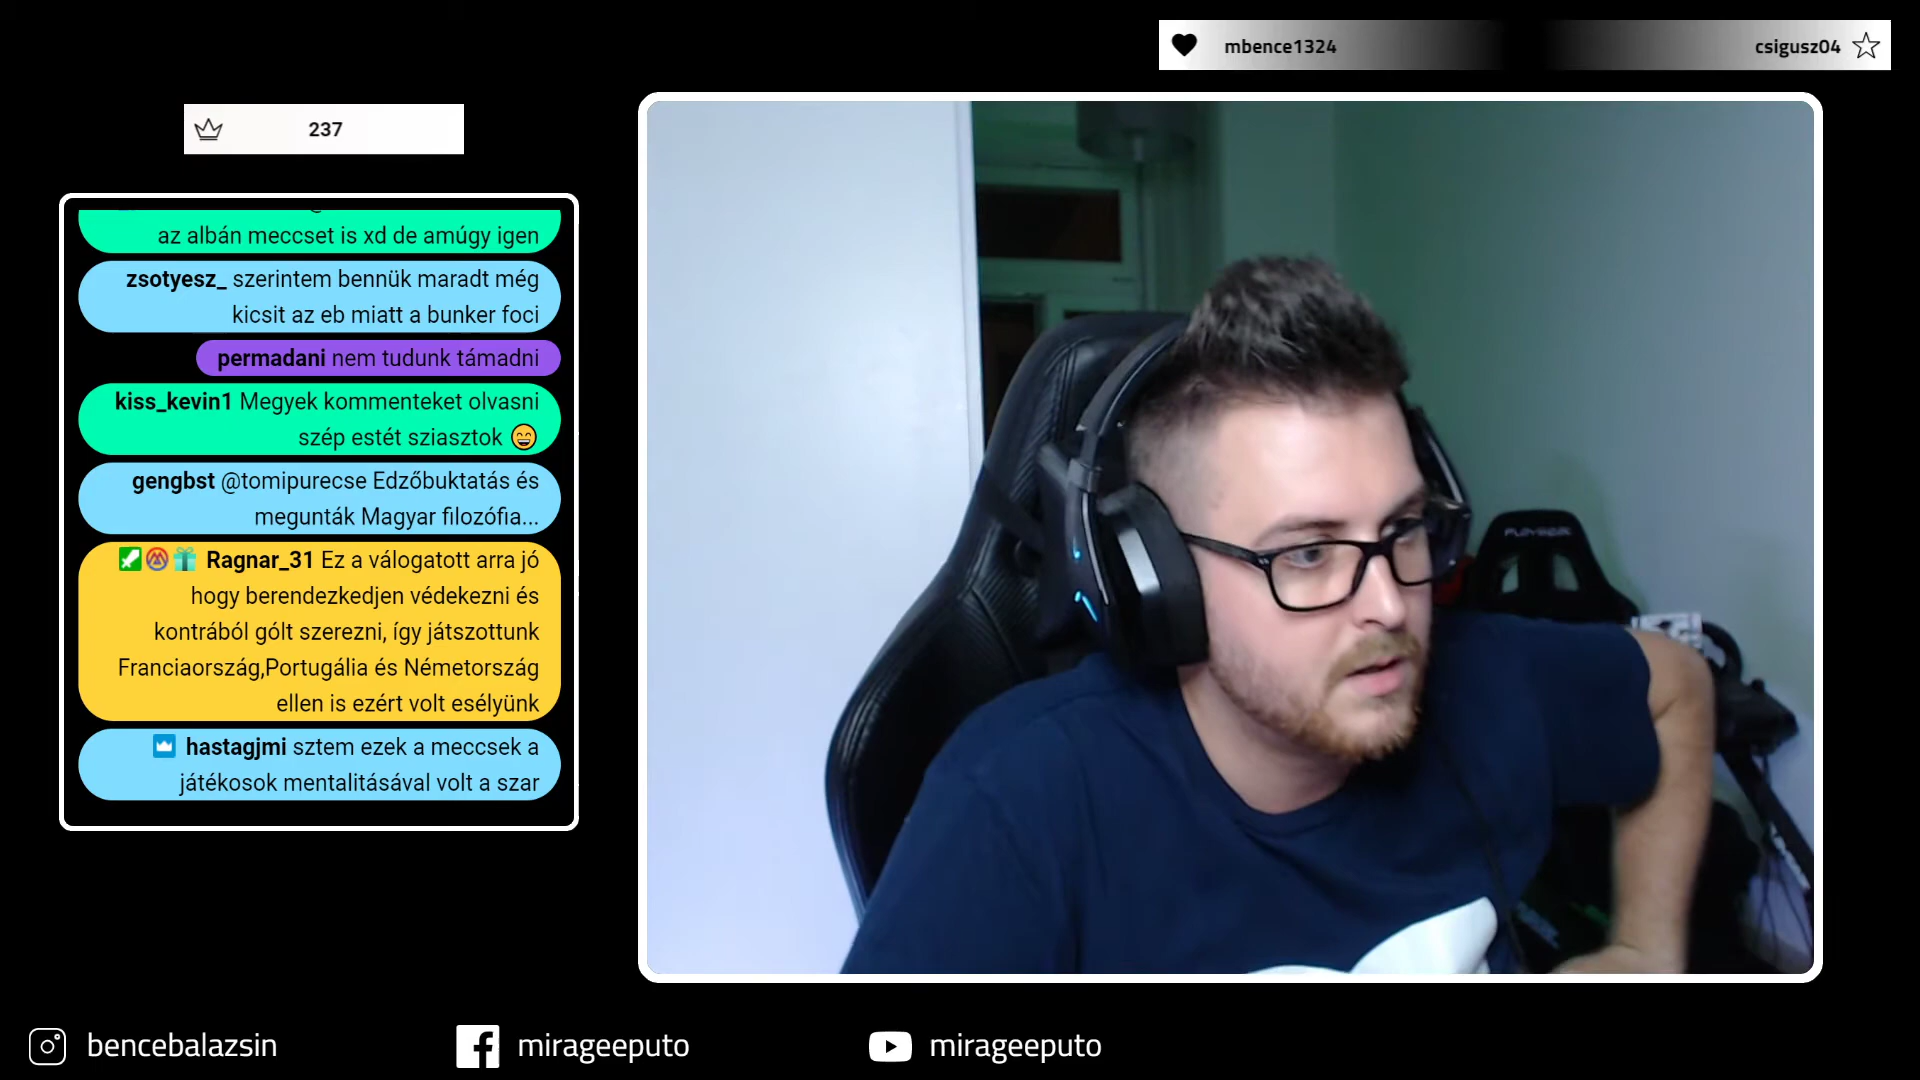 mbence1324
csigusz04
237
az albán meccset is xd de amúgy igen
zsotyesz_ szerintem bennük maradt még
kicsit az eb miatt a bunker foci
permadani nem tudunk támadni
kiss_kevin1 Megyek kommenteket olvasni
szép estét sziasztok 😄
gengbst @tomipurecse Edzőbuktatás és
megunták Magyar filozófia...
Ragnar_31 Ez a válogatott arra jó
hogy berendezkedjen védekezni és
kontrából gólt szerezni, így játszottunk
Franciaország,Portugália és Németország
ellen is ezért volt esélyünk
hastagjmi sztem ezek a meccsek a
játékosok mentalitásával volt a szar
PLAYSEAT
bencebalazsin
mirageeputo
mirageeputo